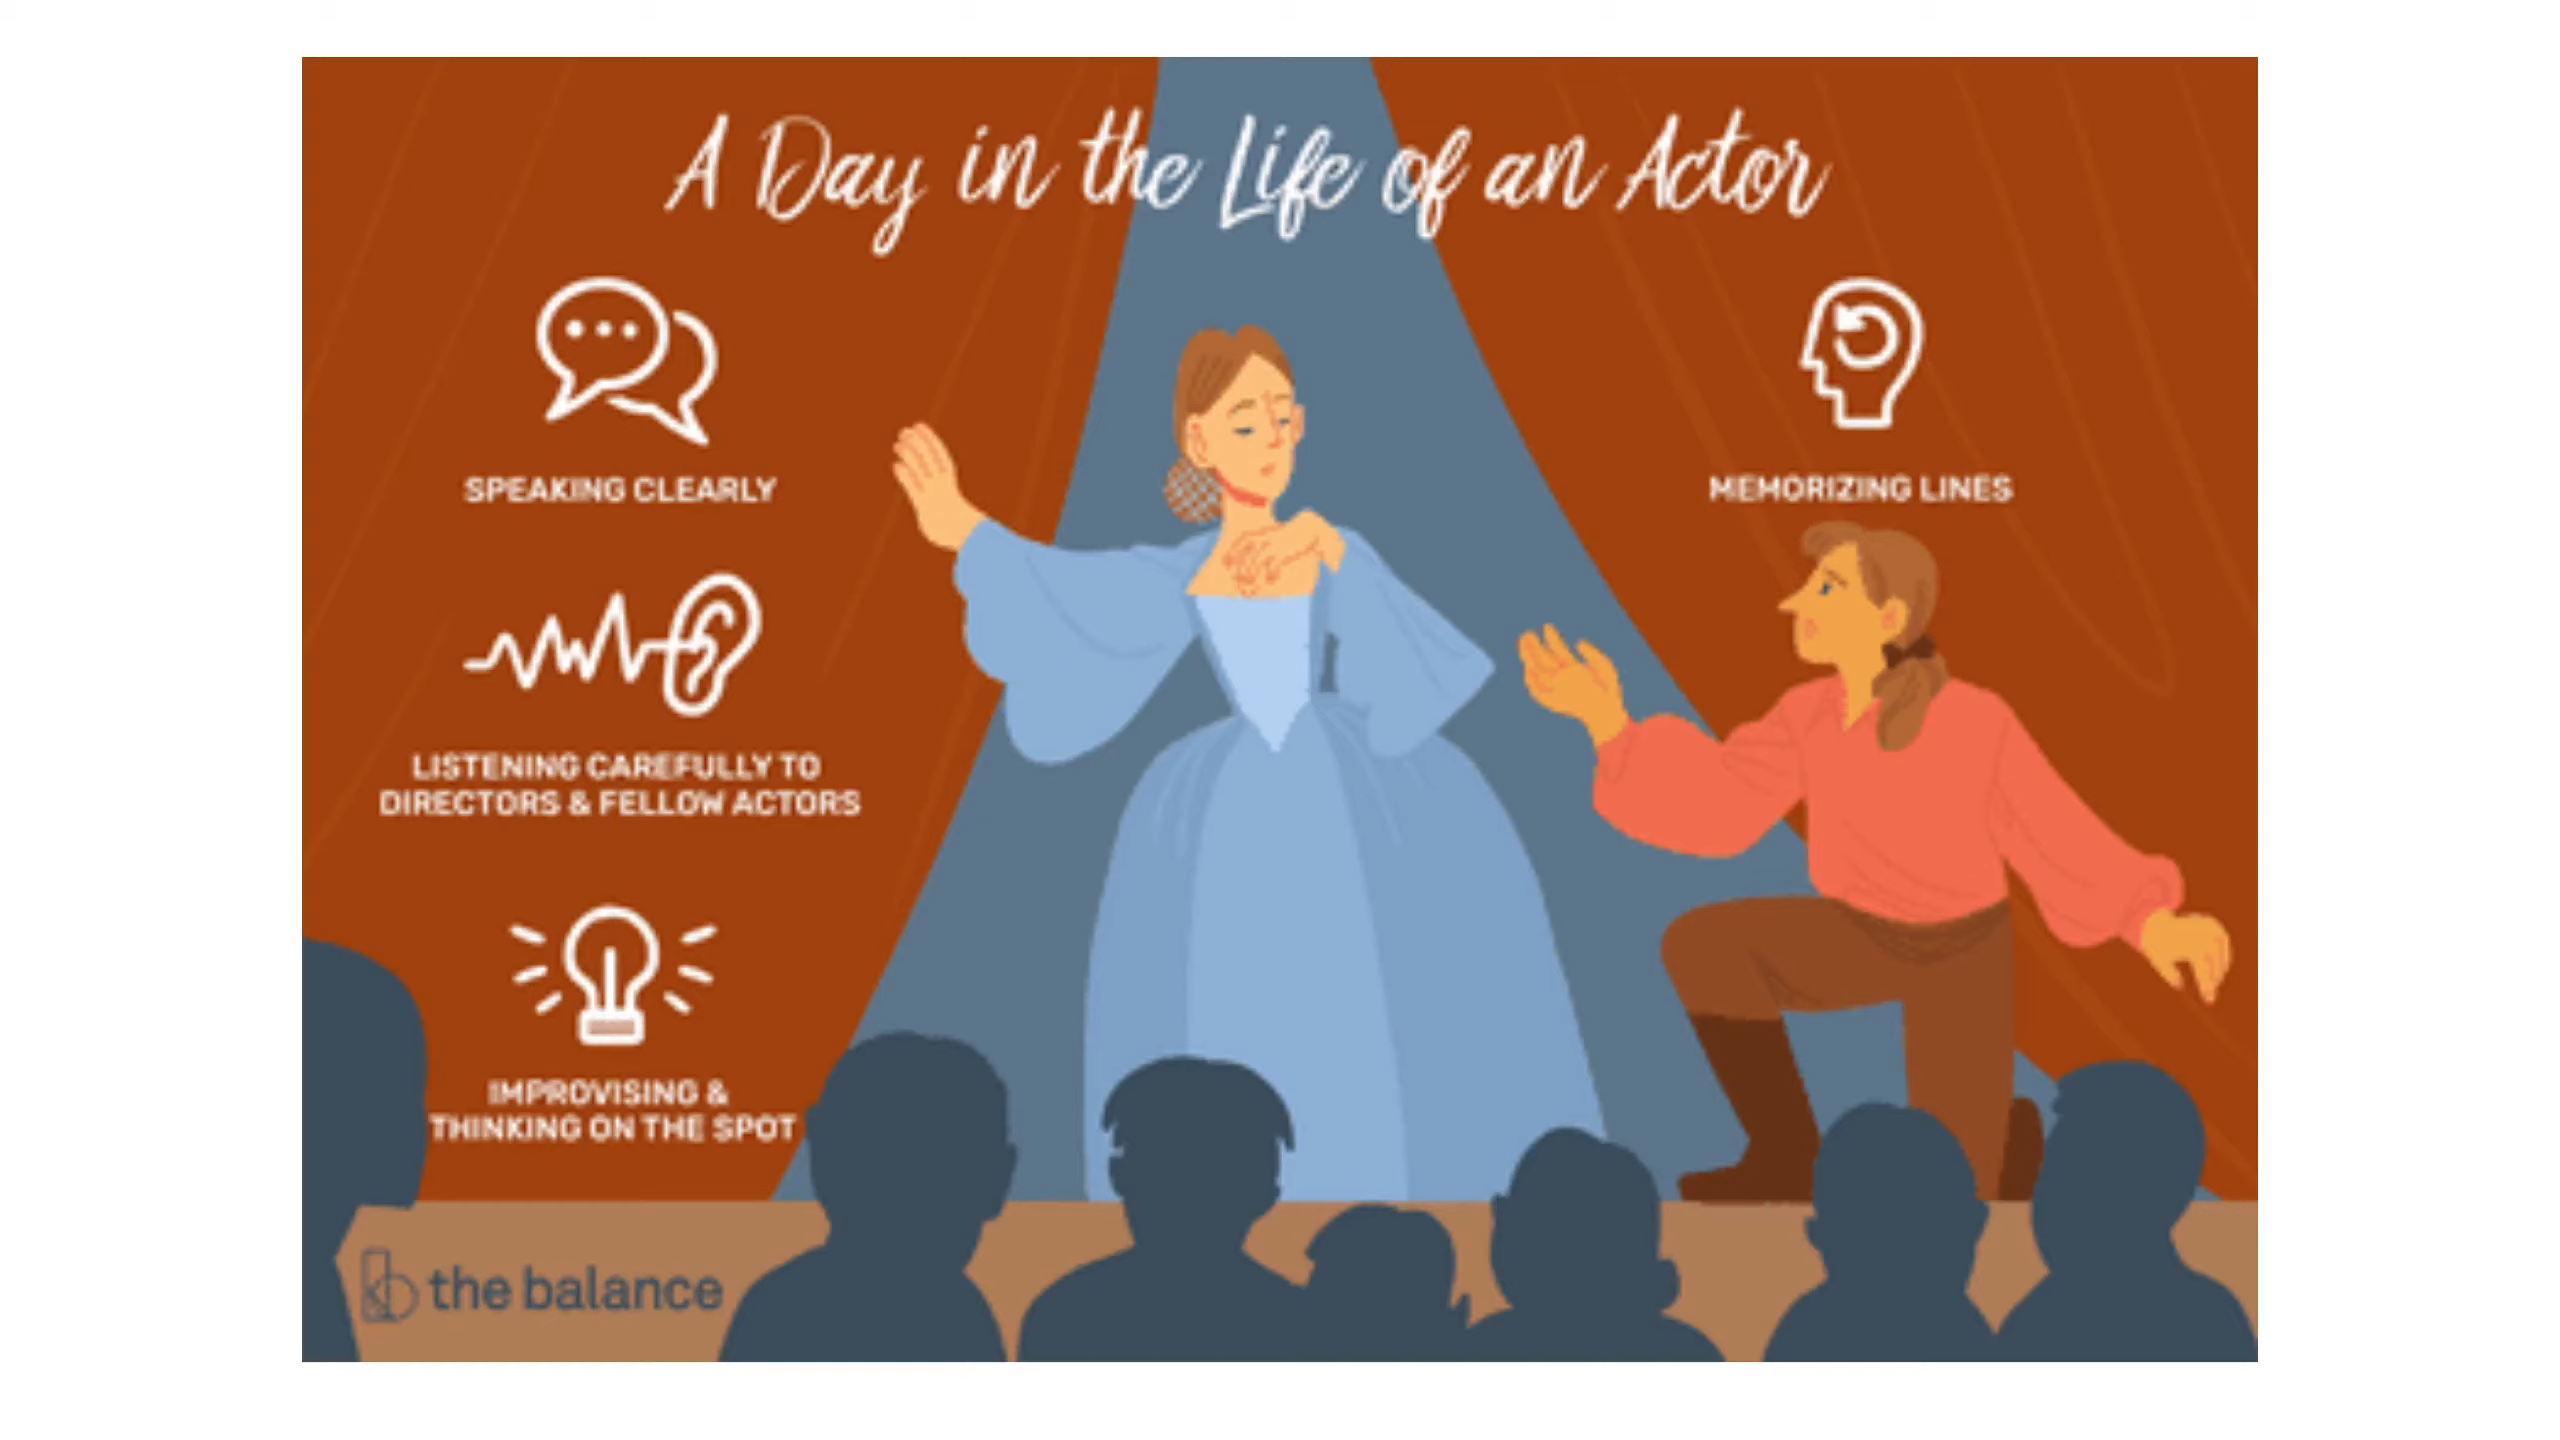 A Day in the Life of an Actor
SPEAKING CLEARLY
MEMORIZING LINES
LISTENING CAREFULLY TO
DIRECTORS & FELLOW ACTORS
IMPROVISING &
THINKING ON THE SPOT
the balance